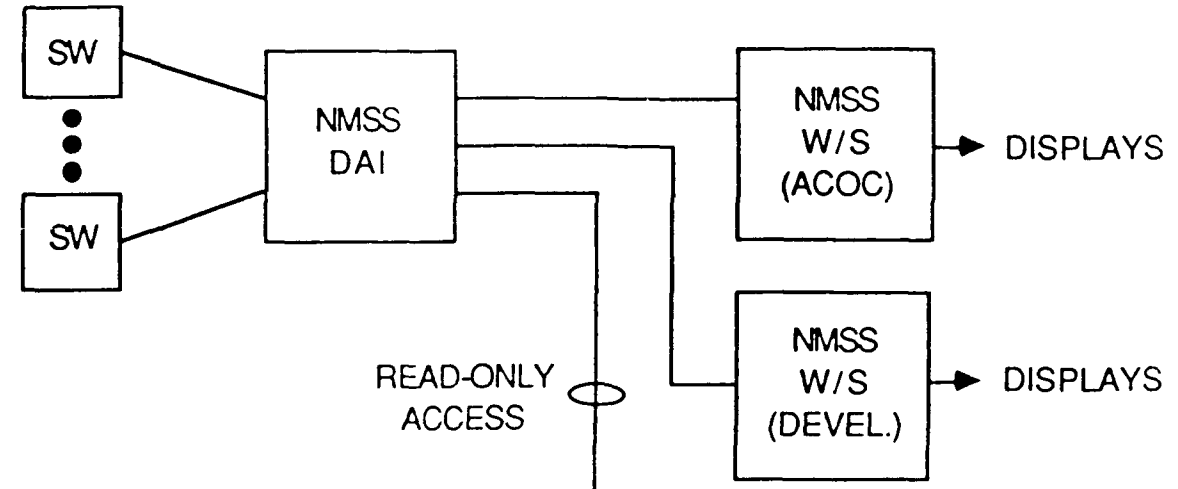 SW
SW
NMSS
DAI
NMSS
W/S
(ACOC)
DISPLAYS
READ-ONLY
ACCESS
NMSS
W/S
(DEVEL.)
DISPLAYS